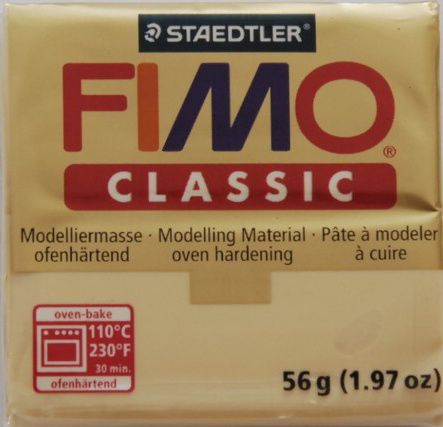 STAEDTLER®
FIMO®
CLASSIC
Modelliermasse · Modelling Material · Pâte à modeler
ofenhärtend oven hardening à cuire
oven-bake
110°C
230°F
30 min.
ofenhärtend
56 g (1.97 oz)